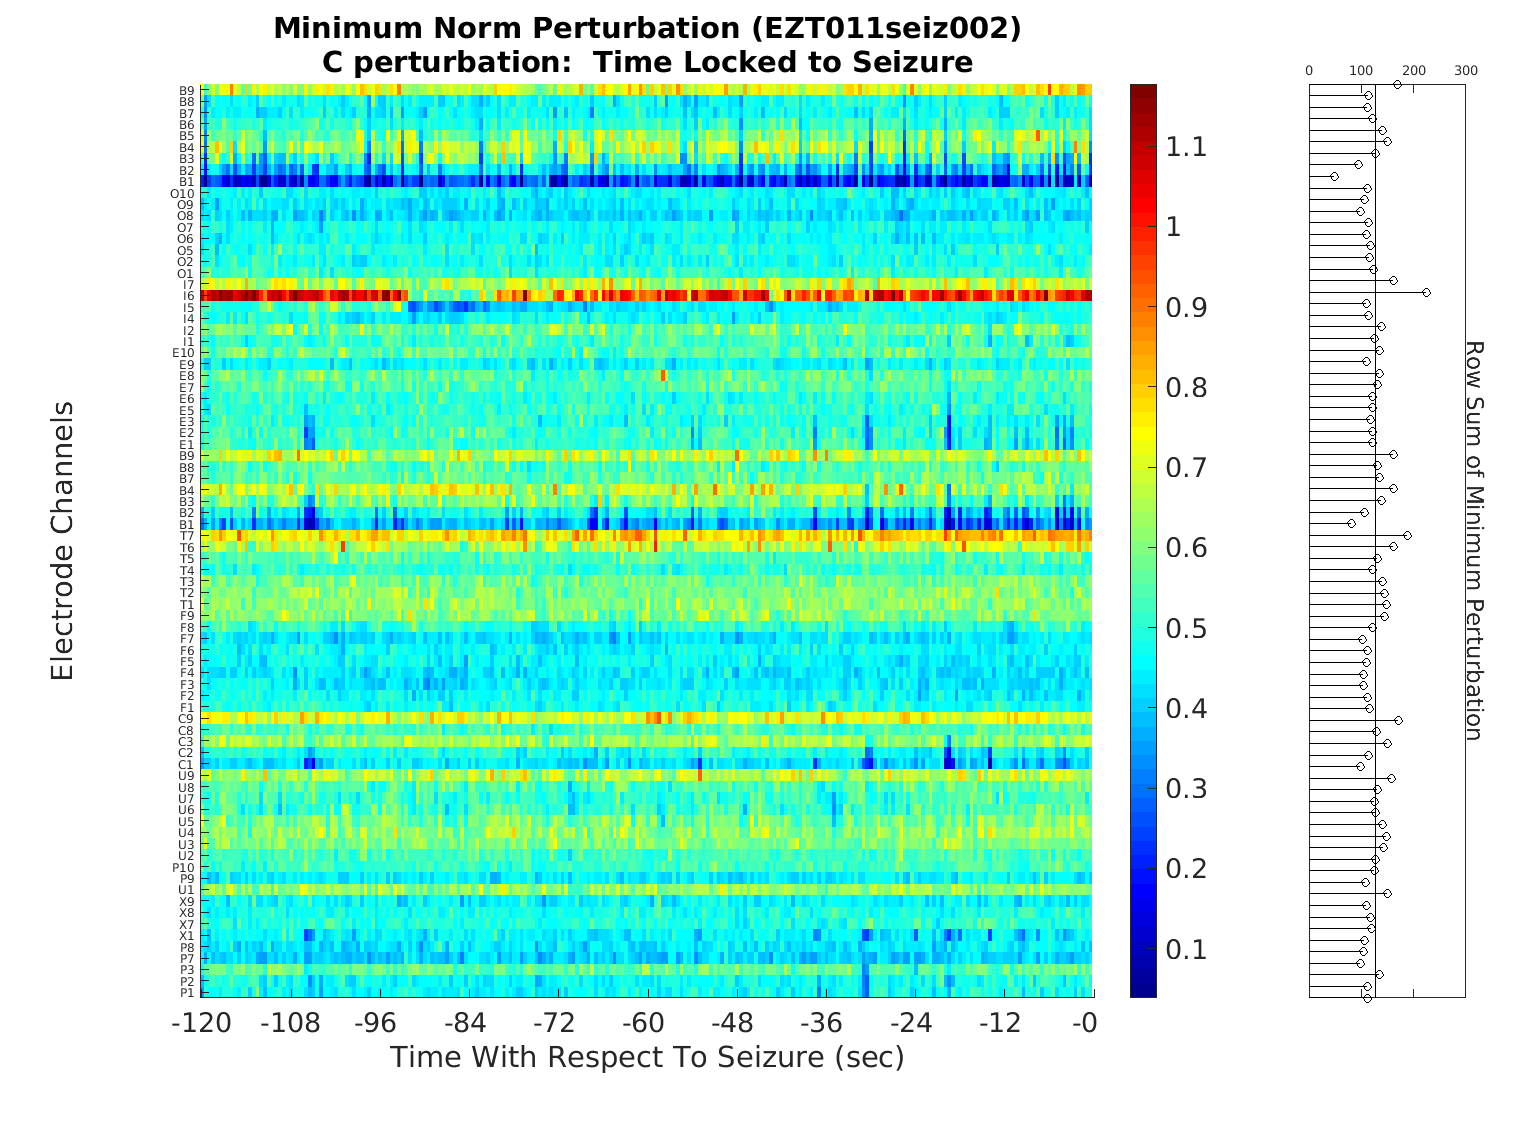 Minimum Norm Perturbation (EZT011seiz002)
C perturbation:  Time Locked to Seizure
0 100 200 300
B9
B8
B7
B6
B5
B4
B3
B2
B1
O10
O9
O8
O7
O6
O5
O2
O1
I7
I6
I5
I4
I2
I1
E10
E9
E8
E7
E6
E5
E3
E2
E1
B9
B8
B7
B4
B3
B2
B1
T7
T6
T5
T4
T3
T2
T1
F9
F8
F7
F6
F5
F4
F3
F2
F1
C9
C8
C3
C2
C1
U9
U8
U7
U6
U5
U4
U3
U2
P10
P9
U1
X9
X8
X7
X1
P8
P7
P3
P2
P1
Electrode Channels
-120 -108 -96 -84 -72 -60 -48 -36 -24 -12 -0
Time With Respect To Seizure (sec)
1.1
1
0.9
0.8
0.7
0.6
0.5
0.4
0.3
0.2
0.1
Row Sum of Minimum Perturbation